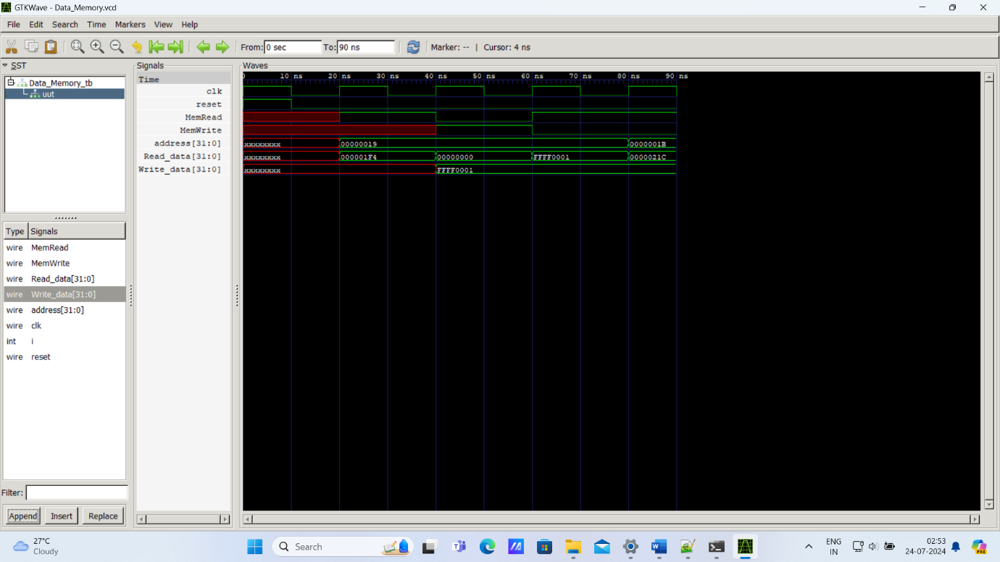 GTKWave - Data_Memory.vcd
File Edit Search Time Markers View Help
From: 0 sec To: 90 ns Marker: -- | Cursor: 4 ns
SST
Data_Memory_tb
uut
Type Signals
wire MemRead
wire MemWrite
wire Read_data[31:0]
wire Write_data[31:0]
wire address[31:0]
wire clk
int i
wire reset
Filter:
Append Insert Replace
Signals
Time
clk
reset
MemRead
MemWrite
address[31:0]
Read_data[31:0]
Write_data[31:0]
Waves
10 ns 20 ns 30 ns 40 ns 50 ns 60 ns 70 ns 80 ns 90 ns
xxxxxxxx 00000019 0000001B
xxxxxxxx 000001F4 00000000 FFFF0001 0000021C
xxxxxxxx FFFF0001
27°C
Cloudy
Search
ENG
IN
02:53
24-07-2024
PRE